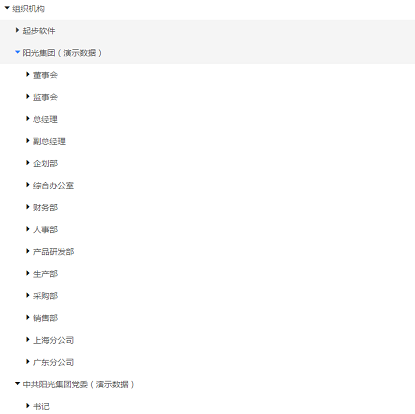 组织机构
起步软件
阳光集团（演示数据）
董事会
监事会
总经理
副总经理
企划部
综合办公室
财务部
人事部
产品研发部
生产部
采购部
销售部
上海分公司
广东分公司
中共阳光集团党委（演示数据）
书记